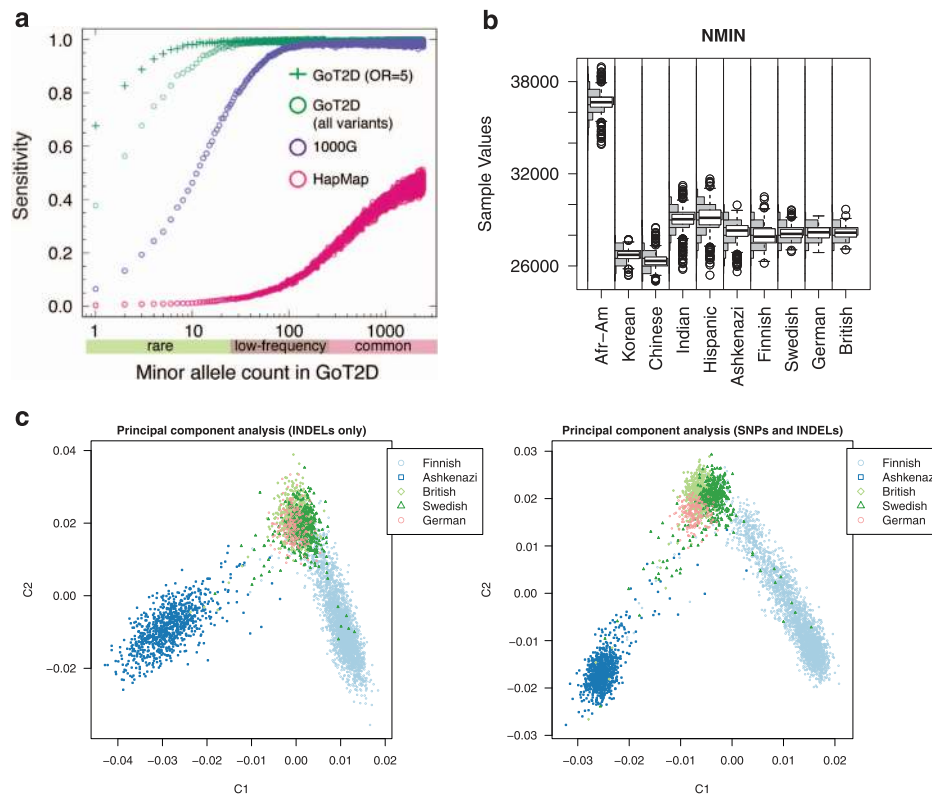 a
1.0
0.8
0.6
0.4
0.2
0.0
Sensitivity
GoT2D (OR=5)
GoT2D
(all variants)
1000G
HapMap
1
10
100
1000
rare
low-frequency
common
Minor allele count in GoT2D
b
NMIN
Sample Values
38000
32000
26000
Afr-Am
Korean
Chinese
Indian
Hispanic
Ashkenazi
Finnish
Swedish
German
British
c
Principal component analysis (INDELs only)
0.04
0.02
0.00
−0.02
C2
−0.04
−0.03
−0.02
−0.01
0.00
0.01
0.02
C1
Finnish
Ashkenazi
British
Swedish
German
Principal component analysis (SNPs and INDELs)
0.03
0.02
0.01
0.00
−0.01
−0.02
−0.03
C2
−0.03
−0.02
−0.01
0.00
0.01
0.02
C1
Finnish
Ashkenazi
British
Swedish
German